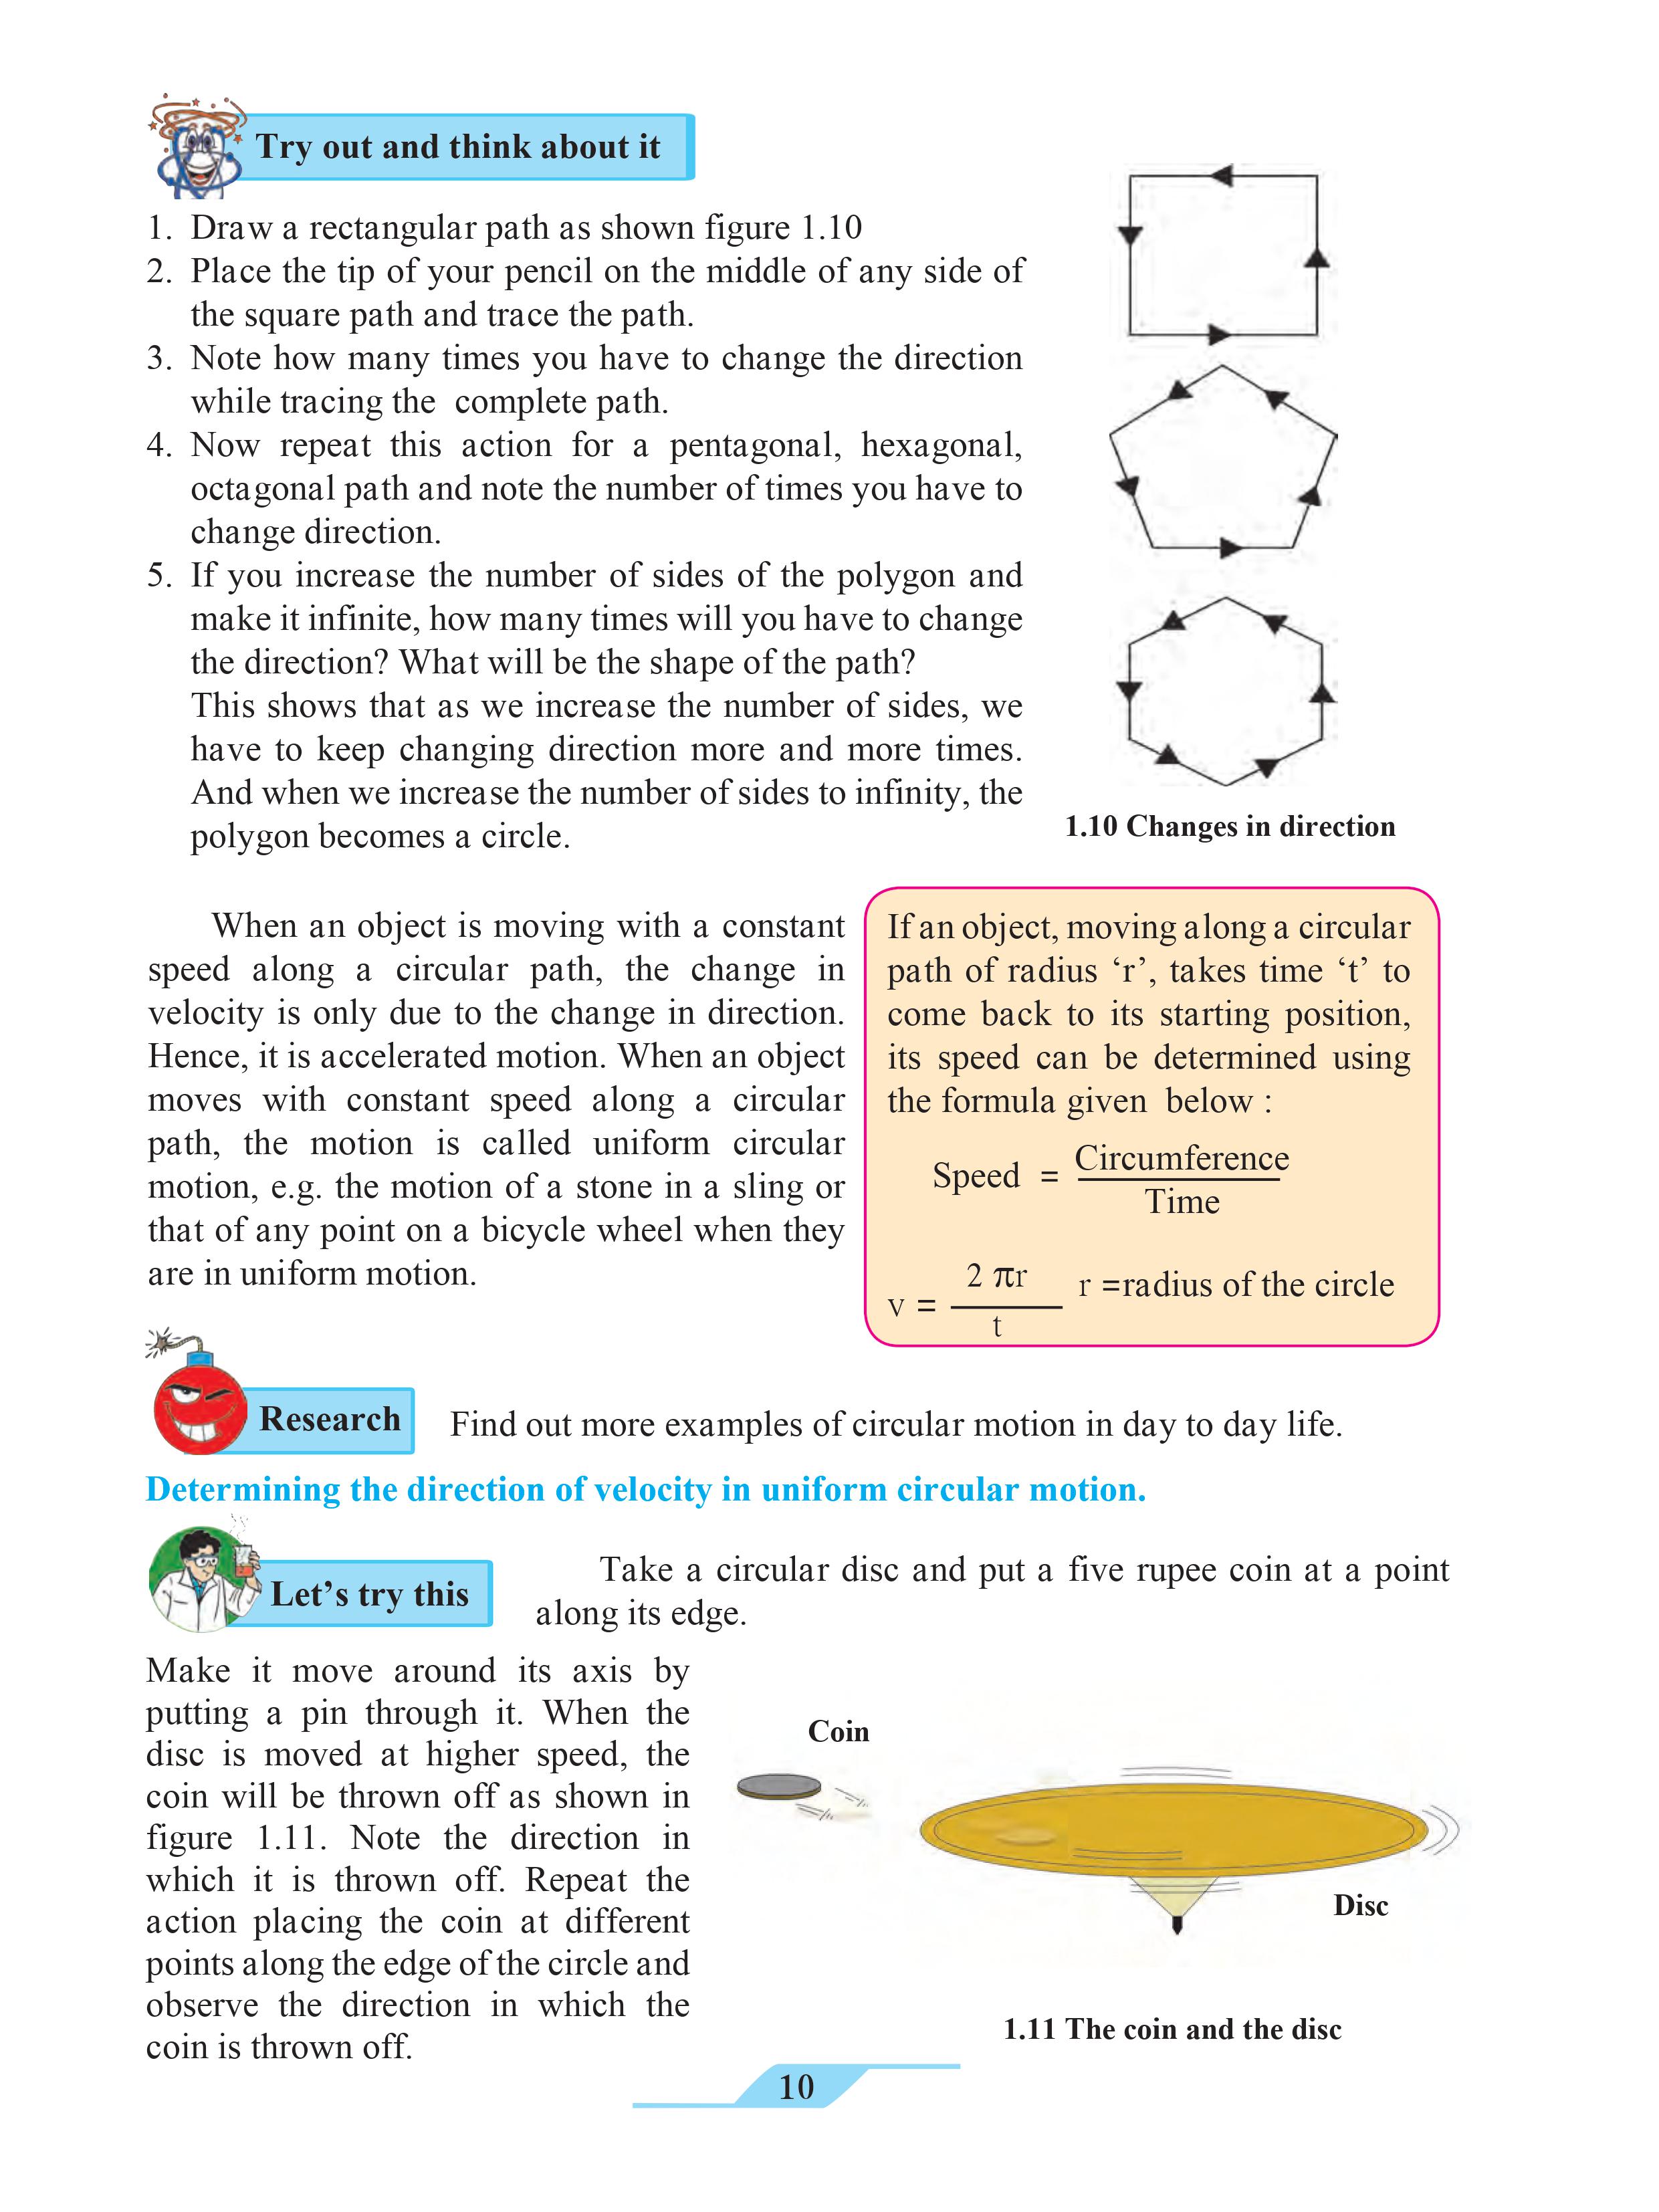 Try out and think about it
1. Draw a rectangular path as shown figure 1.10
2. Place the tip of your pencil on the middle of any side of
the square path and trace the path.
3. Note how many times you have to change the direction
while tracing the complete path.
4. Now repeat this action for a pentagonal, hexagonal,
octagonal path and note the number of times you have to
change direction.
5. If you increase the number of sides of the polygon and
make it infinite, how many times will you have to change
the direction? What will be the shape of the path?
This shows that as we increase the number of sides, we
have to keep changing direction more and more times.
And when we increase the number of sides to infinity, the
polygon becomes a circle.
1.10 Changes in direction
When an object is moving with a constant
speed along a circular path, the change in
velocity is only due to the change in direction.
Hence, it is accelerated motion. When an object
moves with constant speed along a circular
path, the motion is called uniform circular
motion, e.g. the motion of a stone in a sling or
that of any point on a bicycle wheel when they
are in uniform motion.
If an object, moving along a circular
path of radius ‘r’, takes time ‘t’ to
come back to its starting position,
its speed can be determined using
the formula given below :
Speed = Circumference
Time
v = 2 πr r =radius of the circle
t
Research
Find out more examples of circular motion in day to day life.
Determining the direction of velocity in uniform circular motion.
Let’s try this
Take a circular disc and put a five rupee coin at a point
along its edge.
Make it move around its axis by
putting a pin through it. When the
disc is moved at higher speed, the
coin will be thrown off as shown in
figure 1.11. Note the direction in
which it is thrown off. Repeat the
action placing the coin at different
points along the edge of the circle and
observe the direction in which the
coin is thrown off.
Coin
Disc
1.11 The coin and the disc
10